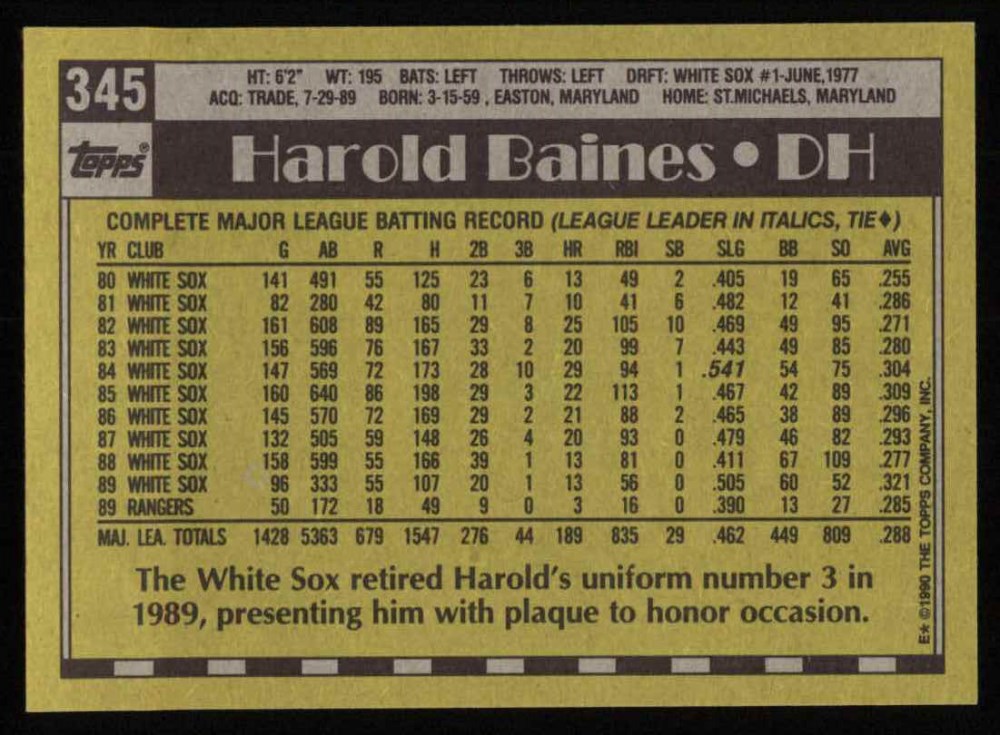 345
HT: 6'2" WT: 195 BATS: LEFT THROWS: LEFT DRFT: WHITE SOX #1-JUNE,1977
ACQ: TRADE, 7-29-89 BORN: 3-15-59 , EASTON, MARYLAND HOME: ST.MICHAELS, MARYLAND
TOPPS®
Harold Baines • DH
COMPLETE MAJOR LEAGUE BATTING RECORD (LEAGUE LEADER IN ITALICS, TIE♦)
YR CLUB G AB R H 2B 3B HR RBI SB SLG BB SO AVG
80 WHITE SOX 141 491 55 125 23 6 13 49 2 .405 19 65 .255
81 WHITE SOX 82 280 42 80 11 7 10 41 6 .482 12 41 .286
82 WHITE SOX 161 608 89 165 29 8 25 105 10 .469 49 95 .271
83 WHITE SOX 156 596 76 167 33 2 20 99 7 .443 49 85 .280
84 WHITE SOX 147 569 72 173 28 10 29 94 1 .541 54 75 .304
85 WHITE SOX 160 640 86 198 29 3 22 113 1 .467 42 89 .309
86 WHITE SOX 145 570 72 169 29 2 21 88 2 .465 38 89 .296
87 WHITE SOX 132 505 59 148 26 4 20 93 0 .479 46 82 .293
88 WHITE SOX 158 599 55 166 39 1 13 81 0 .411 67 109 .277
89 WHITE SOX 96 333 55 107 20 1 13 56 0 .505 60 52 .321
89 RANGERS 50 172 18 49 9 0 3 16 0 .390 13 27 .285
MAJ. LEA. TOTALS 1428 5363 679 1547 276 44 189 835 29 .462 449 809 .288
The White Sox retired Harold's uniform number 3 in
1989, presenting him with plaque to honor occasion.
E* ©1990 THE TOPPS COMPANY, INC.